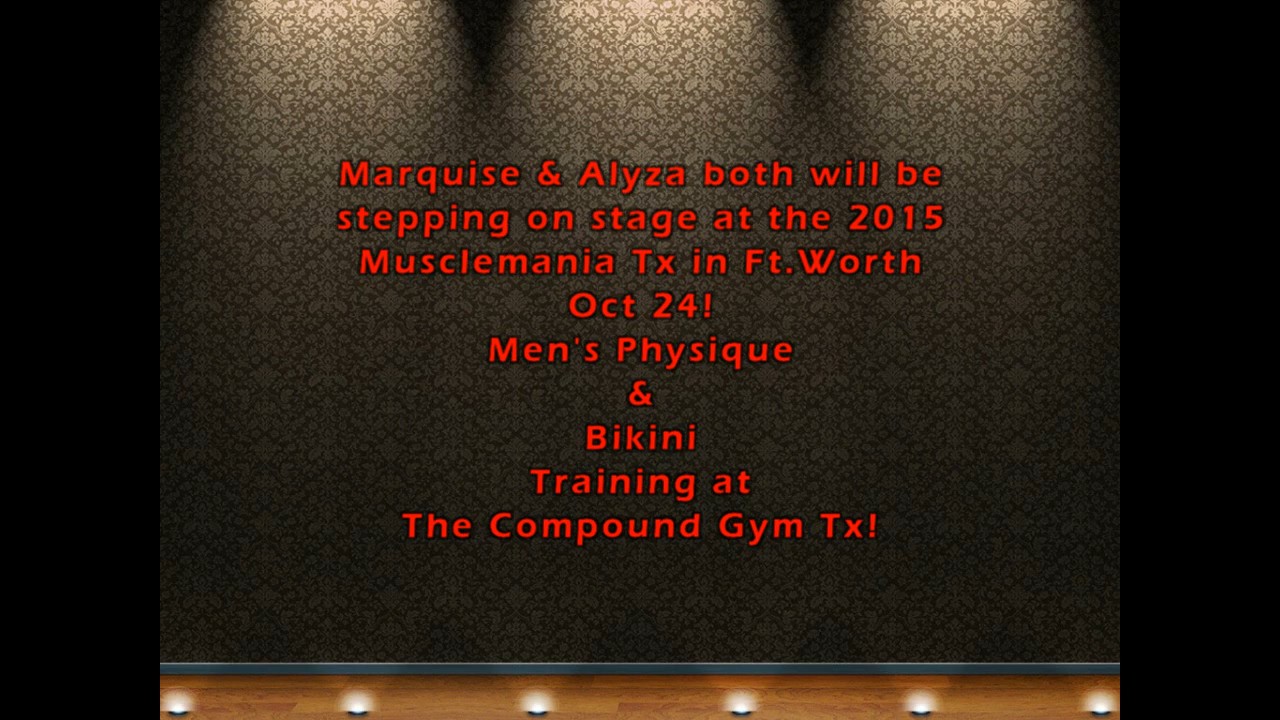 Marquise & Alyza both will be
stepping on stage at the 2015
Musclemania Tx in Ft.Worth
Oct 24!
Men's Physique
&
Bikini
Training at
The Compound Gym Tx!